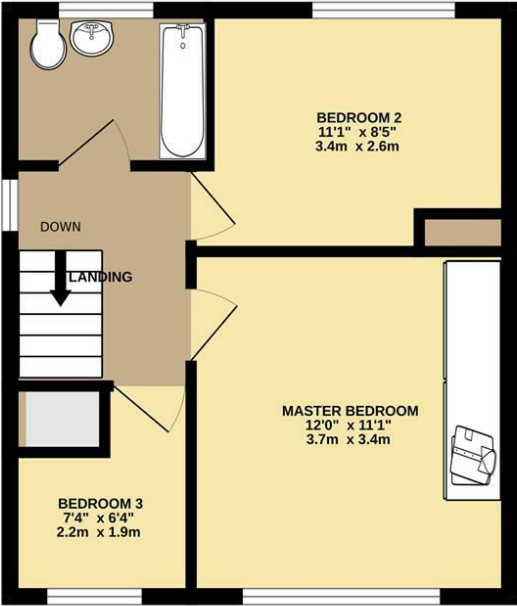 BEDROOM 2
11'1" x 8'5"
3.4m x 2.6m
DOWN
LANDING
MASTER BEDROOM
12'0" x 11'1"
3.7m x 3.4m
BEDROOM 3
7'4" x 6'4"
2.2m x 1.9m